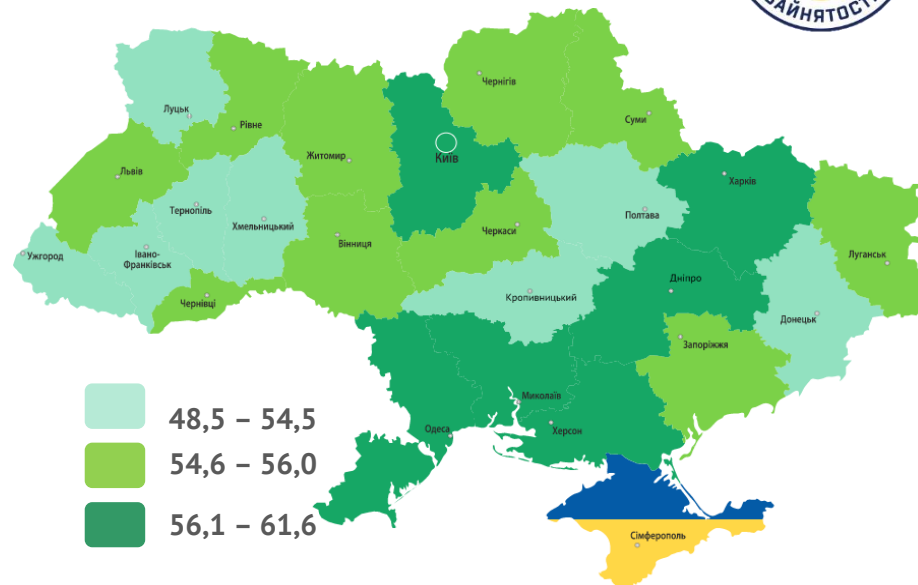 ЗАЙНЯТОСТІ
Чернігів
Луцьк
Рівне
Суми
Житомир
Київ
Львів
Харків
Тернопіль
Хмельницький
Полтава
Черкаси
Вінниця
Ужгород
Івано-
Франківськ
Луганськ
Дніпро
Кропивницький
Чернівці
Донецьк
Запоріжжя
Миколаїв
Одеса
Херсон
Сімферополь
48,5 – 54,5
54,6 – 56,0
56,1 – 61,6